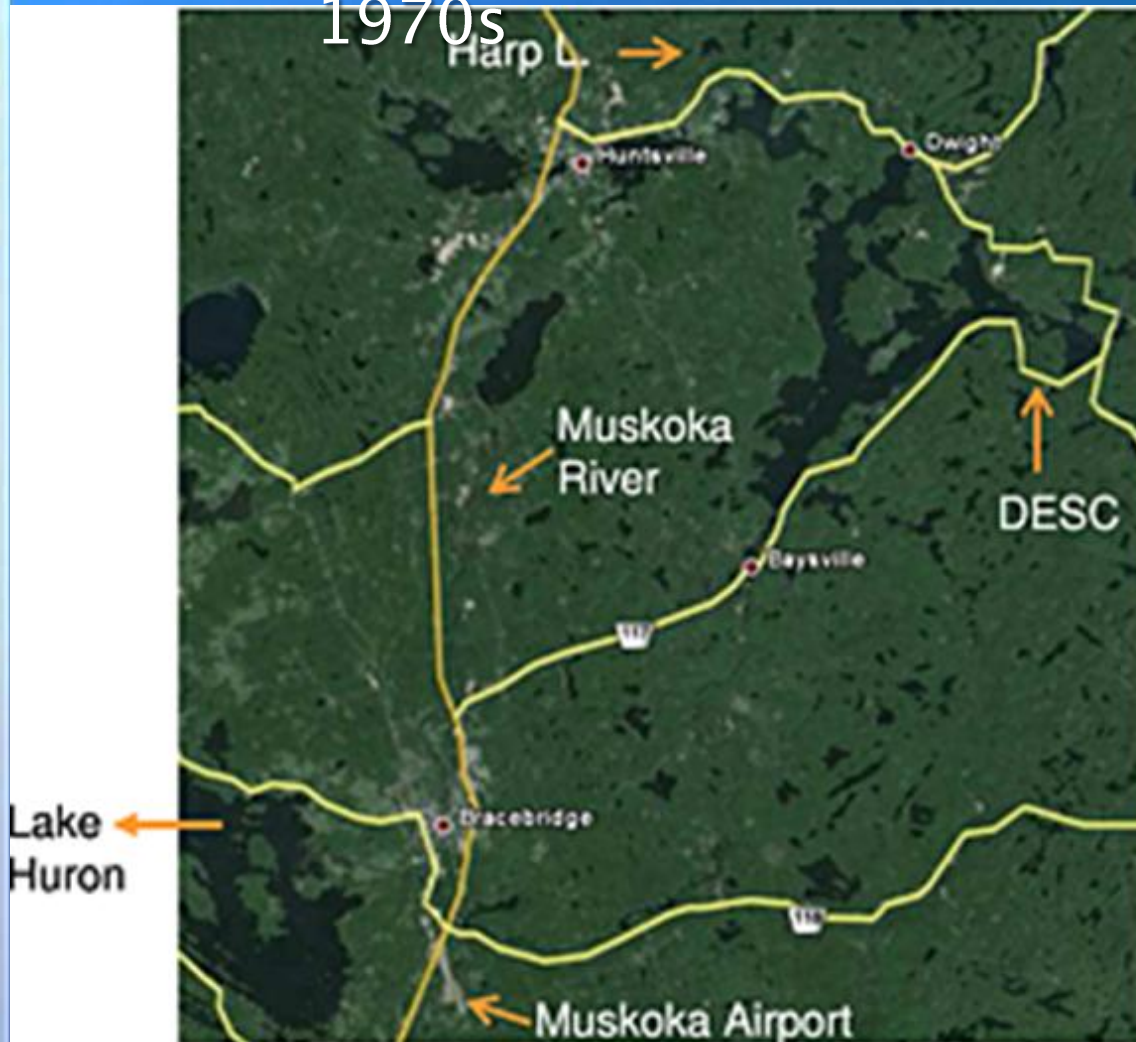 1970s
Harp L.
Huntsville
Dwight
Muskoka
River
DESC
Baysville
117
Lake
Huron
Bracebridge
118
Muskoka Airport